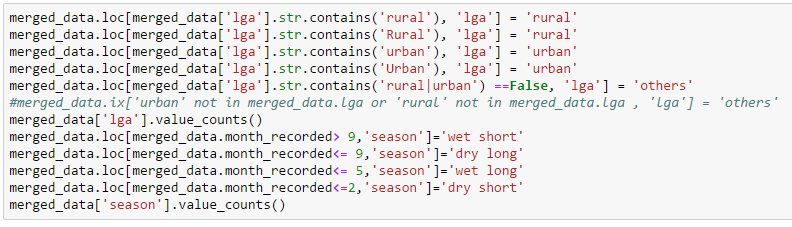 merged_data.loc[merged_data['lga'].str.contains('rural'), 'lga'] = 'rural'
merged_data.loc[merged_data['lga'].str.contains('Rural'), 'lga'] = 'rural'
merged_data.loc[merged_data['lga'].str.contains('urban'), 'lga'] = 'urban'
merged_data.loc[merged_data['lga'].str.contains('Urban'), 'lga'] = 'urban'
merged_data.loc[merged_data['lga'].str.contains('rural|urban') ==False, 'lga'] = 'others'
#merged_data.ix['urban' not in merged_data.lga or 'rural' not in merged_data.lga , 'lga'] = 'others'
merged_data['lga'].value_counts()
merged_data.loc[merged_data.month_recorded> 9,'season']='wet short'
merged_data.loc[merged_data.month_recorded<= 9,'season']='dry long'
merged_data.loc[merged_data.month_recorded<= 5,'season']='wet long'
merged_data.loc[merged_data.month_recorded<=2,'season']='dry short'
merged_data['season'].value_counts()